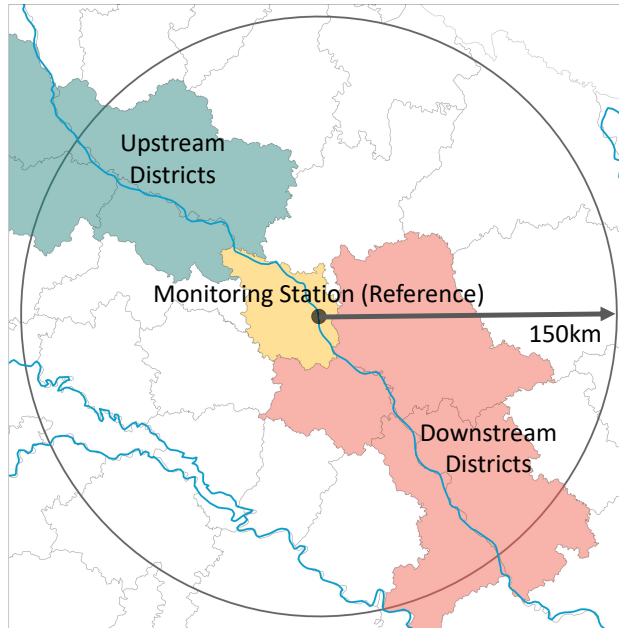 Upstream
Districts
Monitoring Station (Reference)
150km
Downstream
Districts